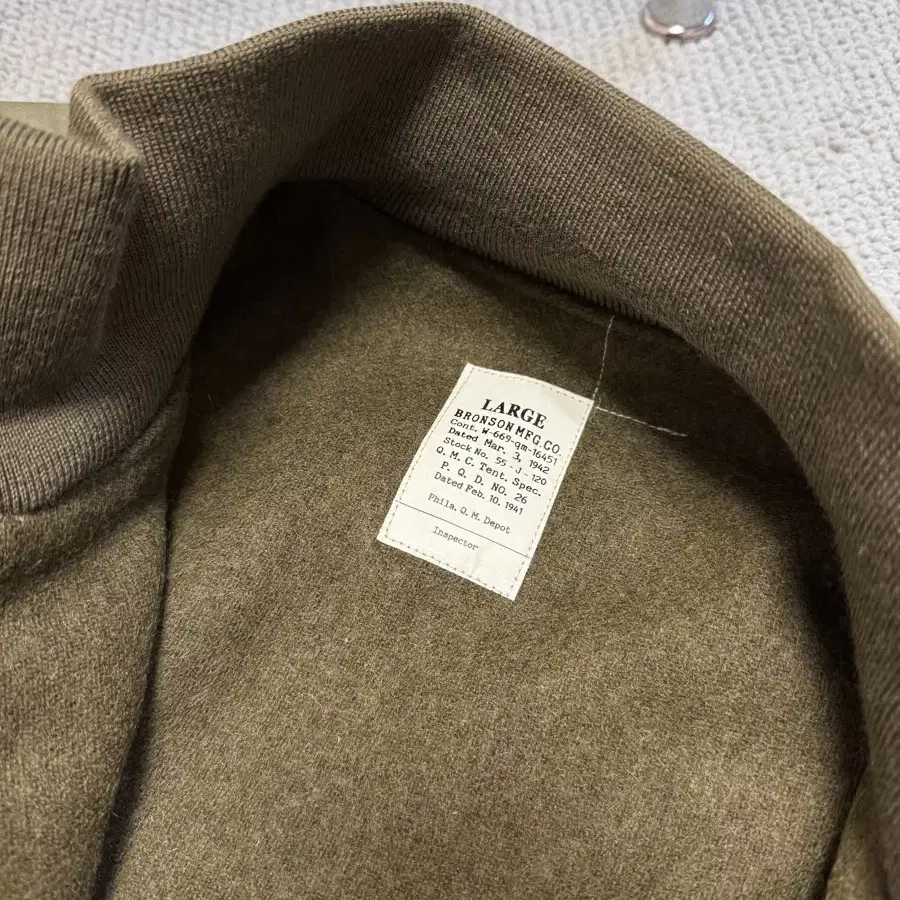 LARGE
BRONSON MFG. CO.
Cont. W-669-qm-16451
Dated Mar. 3, 1942
Stock No. 55-J-120
Q. M. C. Tent. Spec.
P. Q. D. NO. 26
Dated Feb. 10. 1941
Phila. Q. M. Depot
Inspector